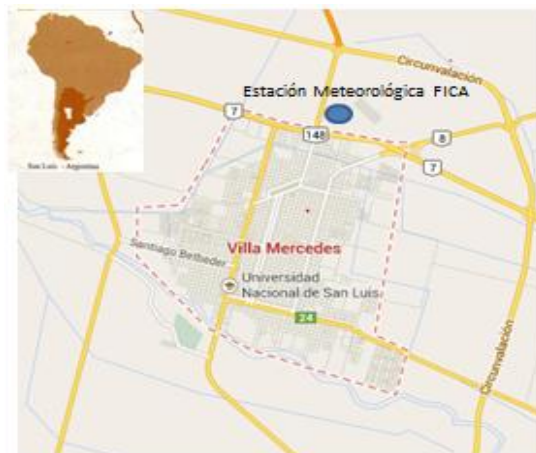 Circunvalación
Estación Meteorológica FICA
7
148
8
7
San Luis - Argentina
Santiago Betbeder
Villa Mercedes
Universidad
Nacional de San Luis
24
Circunvalación